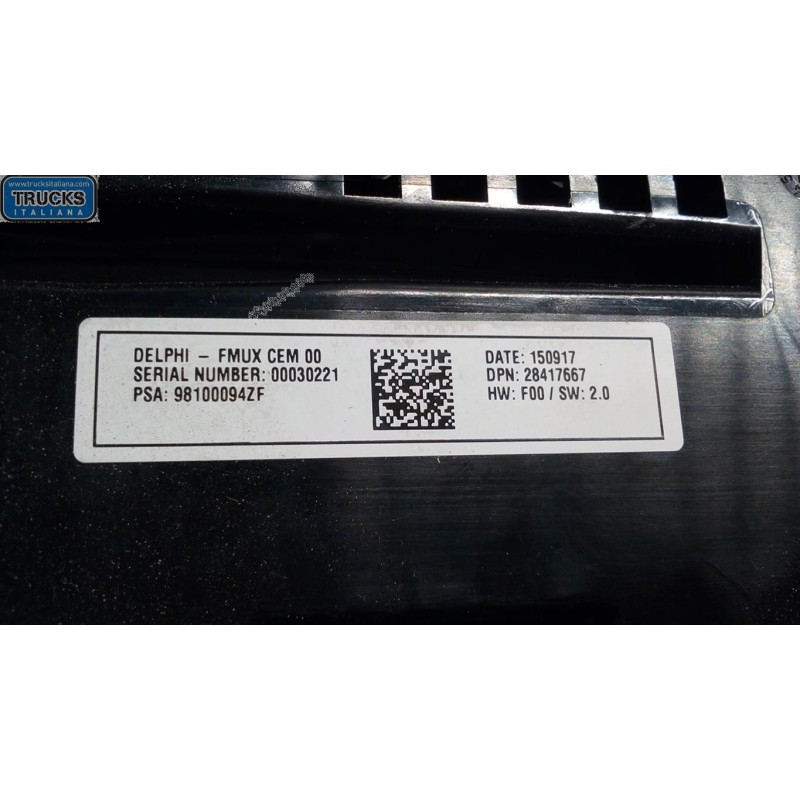 www.trucksitaliana.com
TRUCKS
ITALIANA
DELPHI – FMUX CEM 00
SERIAL NUMBER: 00030221
PSA: 98100094ZF
DATE: 150917
DPN: 28417667
HW: F00 / SW: 2.0